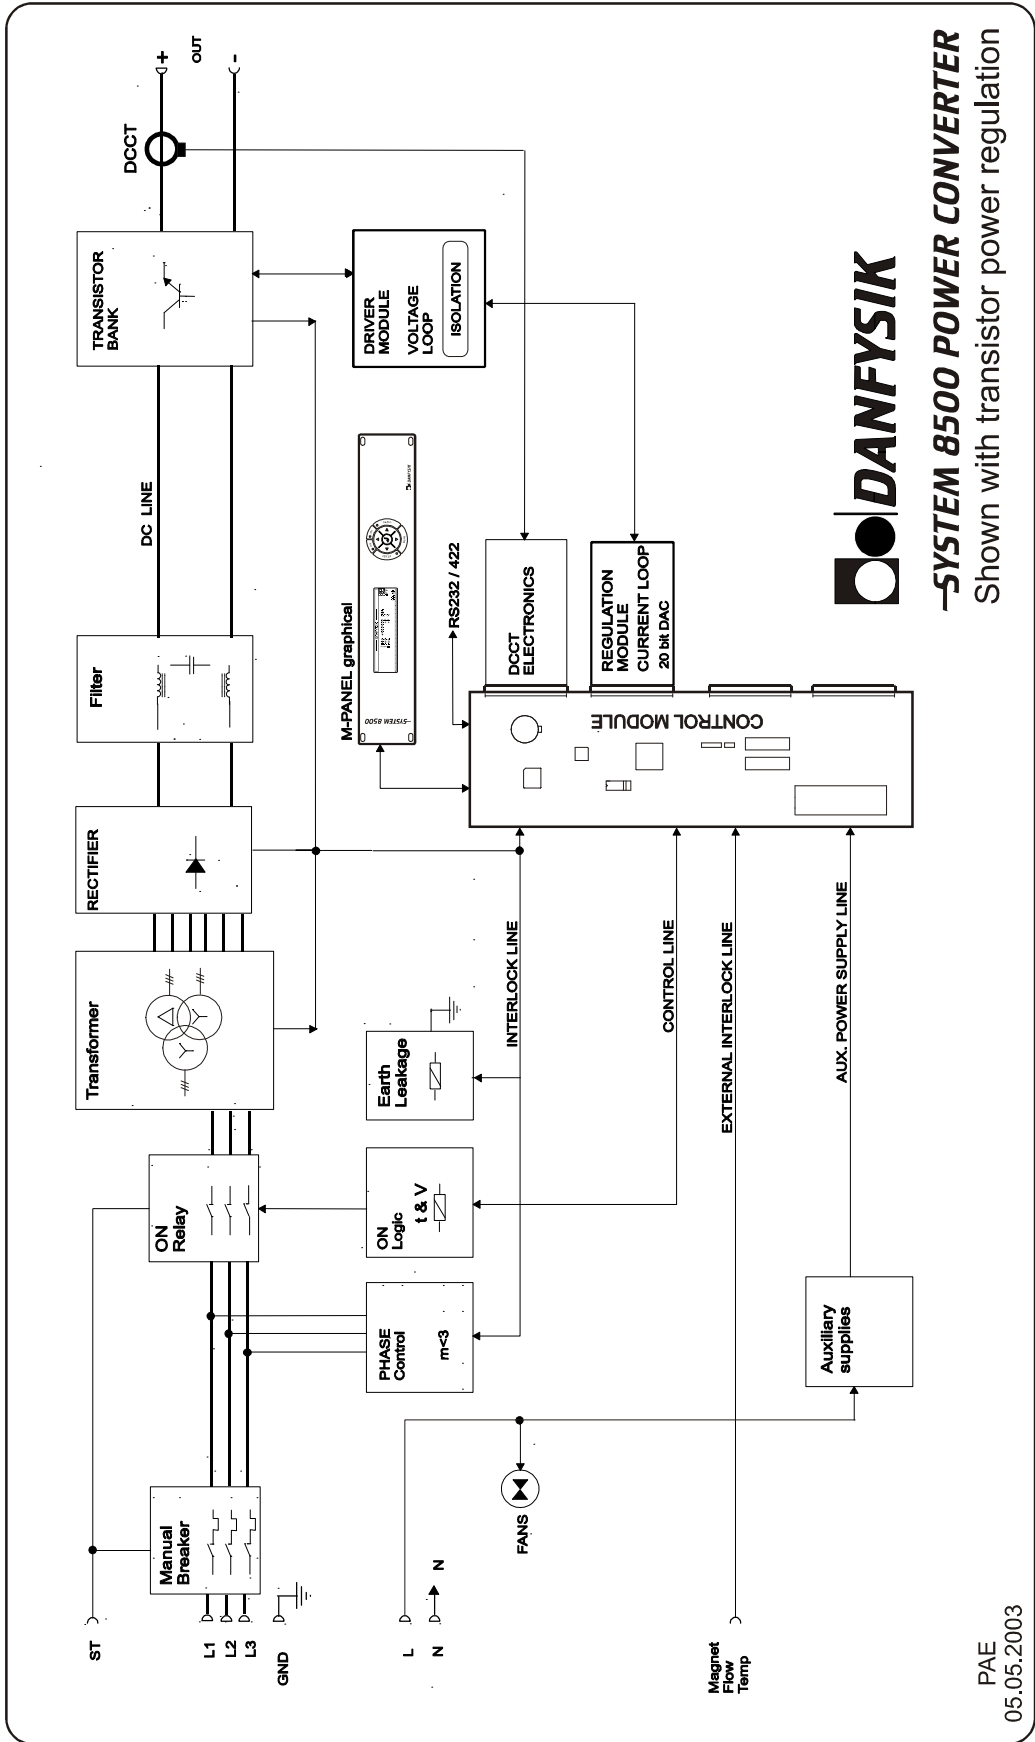 ST
L1
L2
L3
GND
Manual
Breaker
ON
Relay
Transformer
RECTIFIER
Filter
DC LINE
TRANSISTOR
BANK
DCCT
+
OUT
-
PHASE
Control
m<3
ON
Logic
t & V
Earth
Leakage
M-PANEL graphical
SYSTEM 8500
DRIVER
MODULE
VOLTAGE
LOOP
ISOLATION
RS232 / 422
L
N
N
FANS
INTERLOCK LINE
CONTROL LINE
EXTERNAL INTERLOCK LINE
AUX. POWER SUPPLY LINE
CONTROL MODULE
DCCT
ELECTRONICS
REGULATION
MODULE
CURRENT LOOP
20 bit DAC
Magnet
Flow
Temp
Auxiliary
supplies
DANFYSIK
SYSTEM 8500 POWER CONVERTER
Shown with transistor power regulation
PAE
05.05.2003